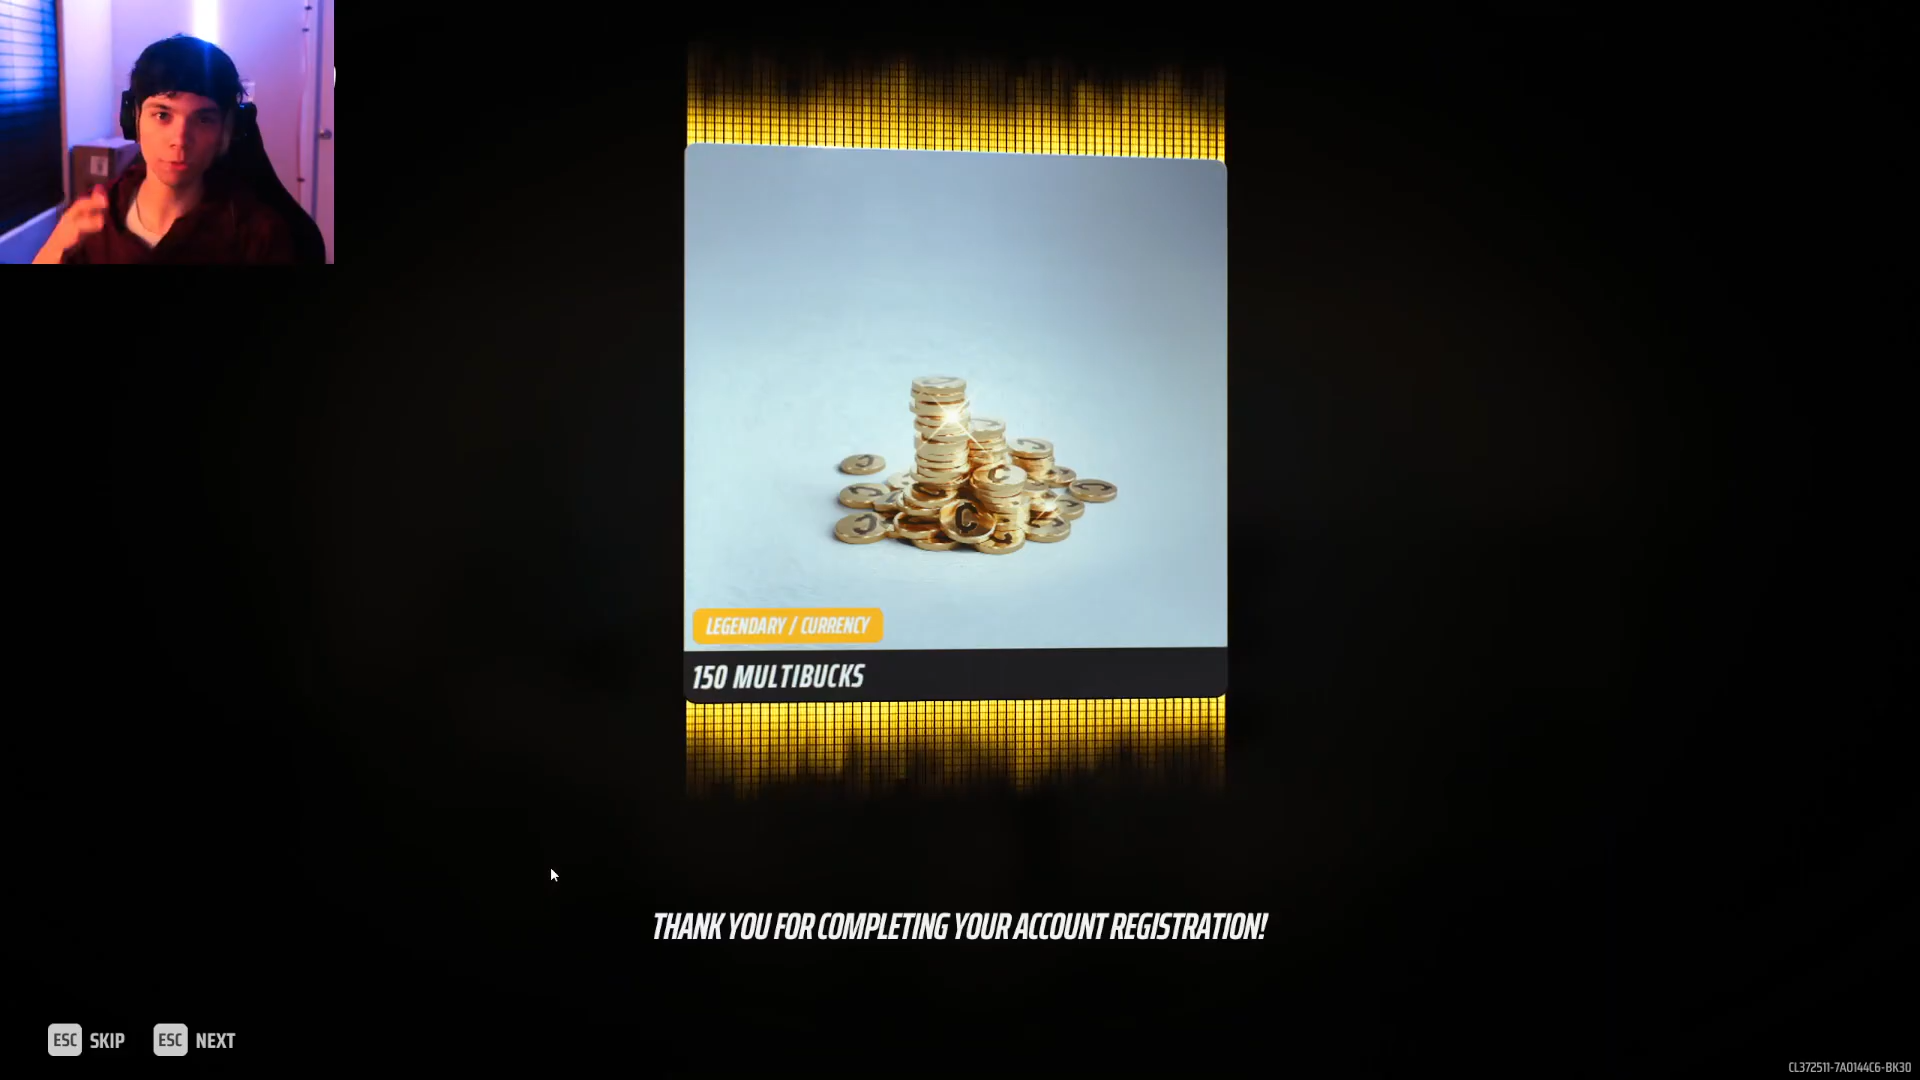 LEGENDARY / CURRENCY
150 MULTIBUCKS
THANK YOU FOR COMPLETING YOUR ACCOUNT REGISTRATION!
ESC SKIP ESC NEXT
CL372511-7A0144C6-BK30